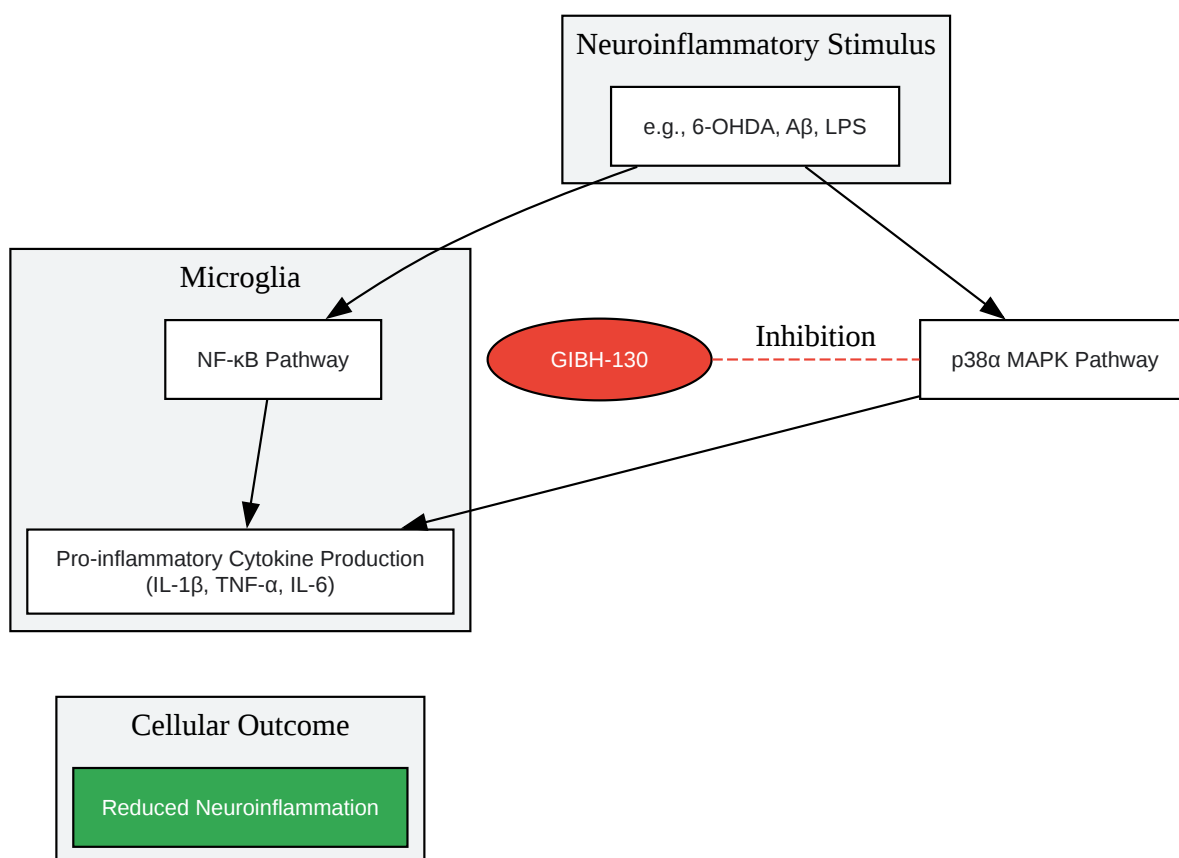 Neuroinflammatory Stimulus
e.g., 6-OHDA, Aβ, LPS
Microglia
NF-κB Pathway
GIBH-130
Inhibition
p38α MAPK Pathway
Pro-inflammatory Cytokine Production
(IL-1β, TNF-α, IL-6)
Cellular Outcome
Reduced Neuroinflammation